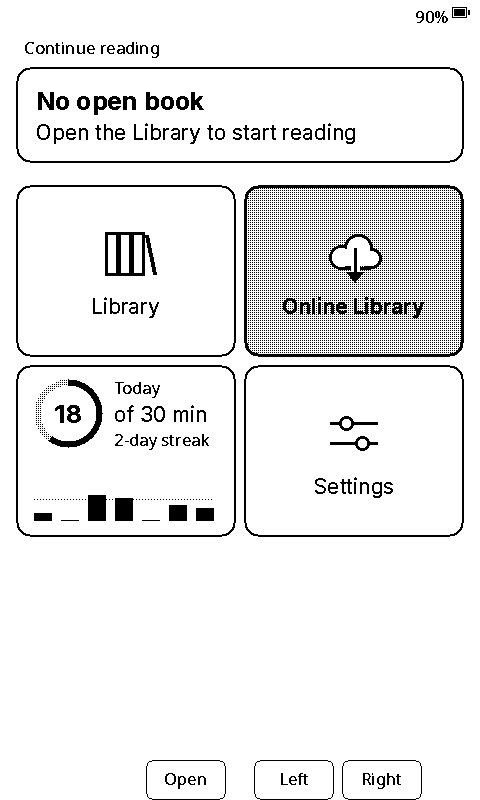 90%
Continue reading
No open book
Open the Library to start reading
Library
Online Library
18
Today
of 30 min
2-day streak
Settings
Open
Left
Right